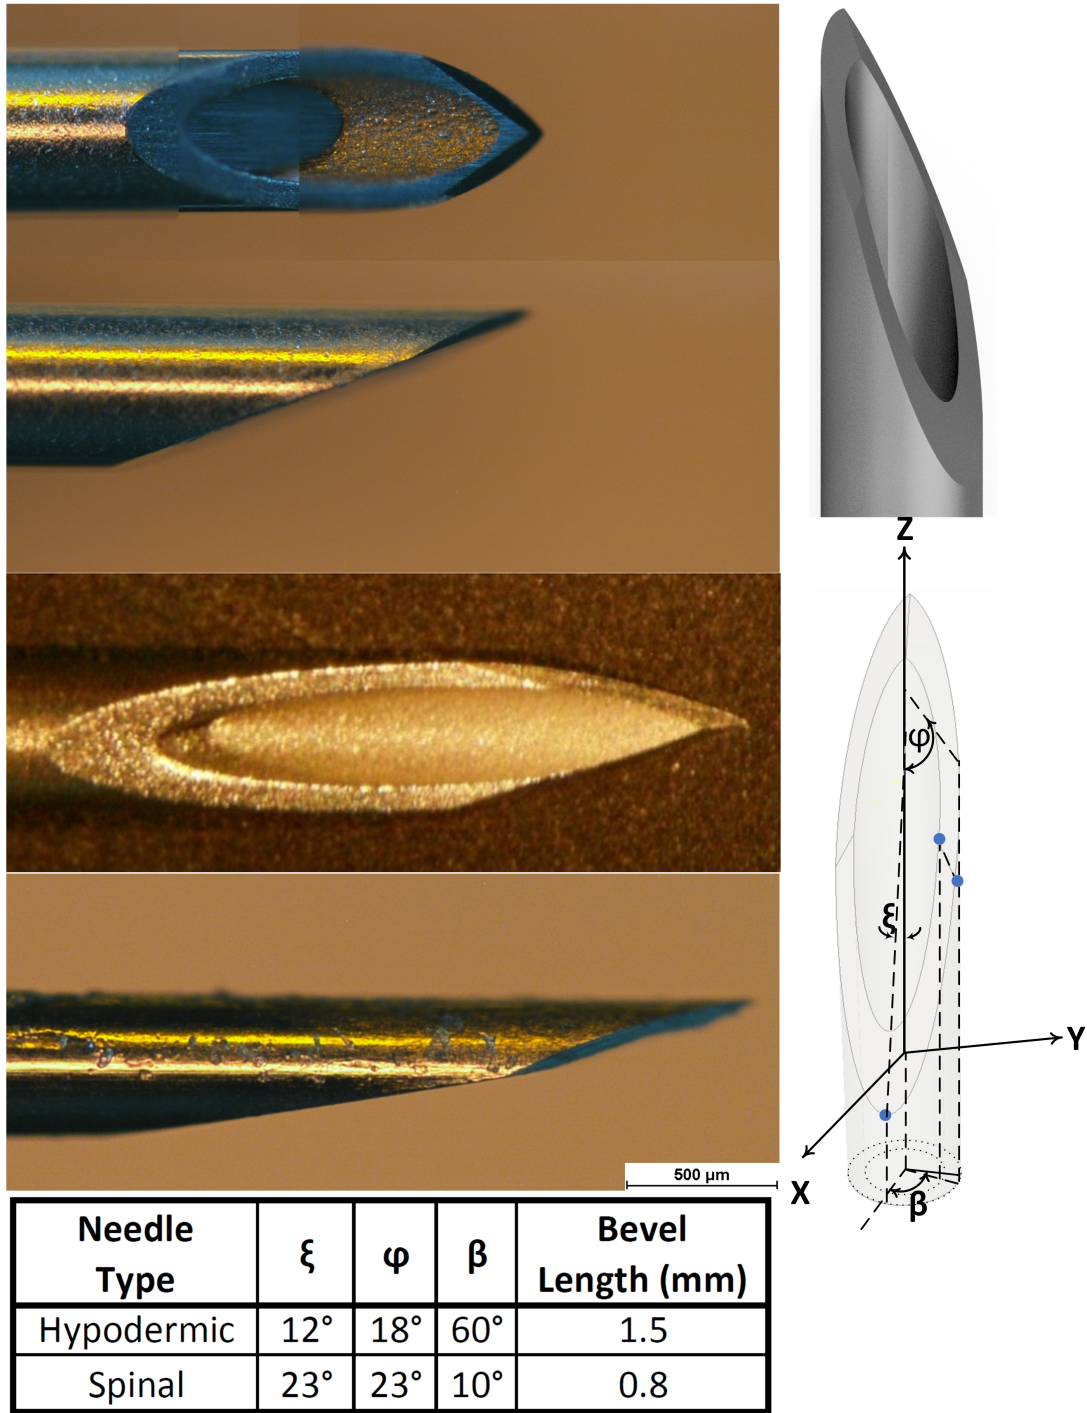 Z
φ
ξ
Y
X
β
500 µm
Needle Type ξ φ β Bevel Length (mm)
Hypodermic 12° 18° 60° 1.5
Spinal 23° 23° 10° 0.8